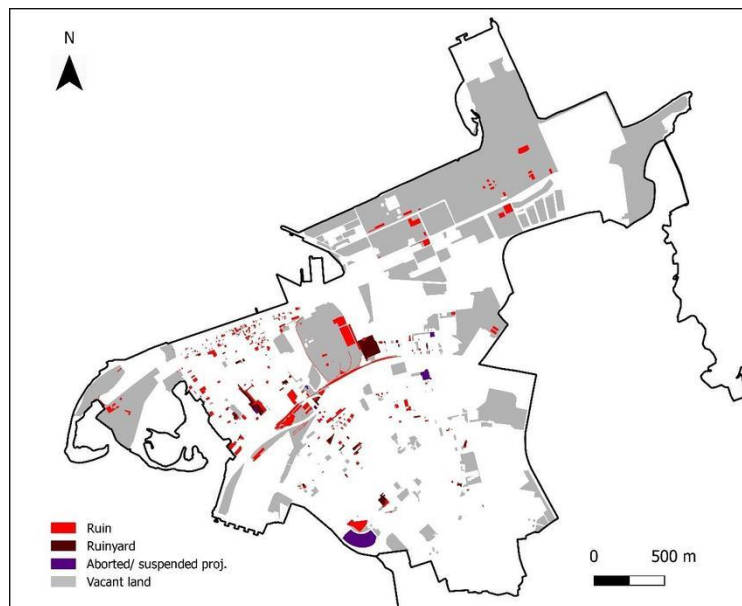 N
Ruin
Ruinyard
Aborted/ suspended proj.
Vacant land
0 500 m